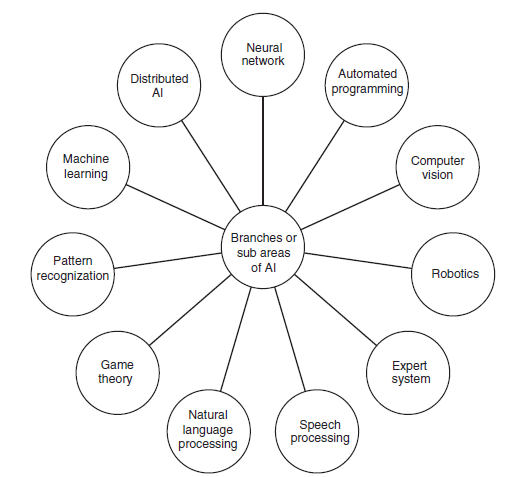 Neural
network
Automated
programming
Computer
vision
Robotics
Expert
system
Speech
processing
Natural
language
processing
Game
theory
Pattern
recognization
Machine
learning
Distributed
AI
Branches or
sub areas
of AI